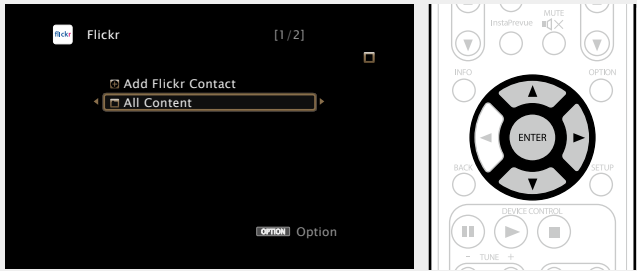 flickr Flickr [1/2]
Add Flickr Contact
All Content
OPTION Option
InstaPrevue MUTE
INFO OPTION
ENTER
BACK SETUP
DEVICE CONTROL
- TUNE +